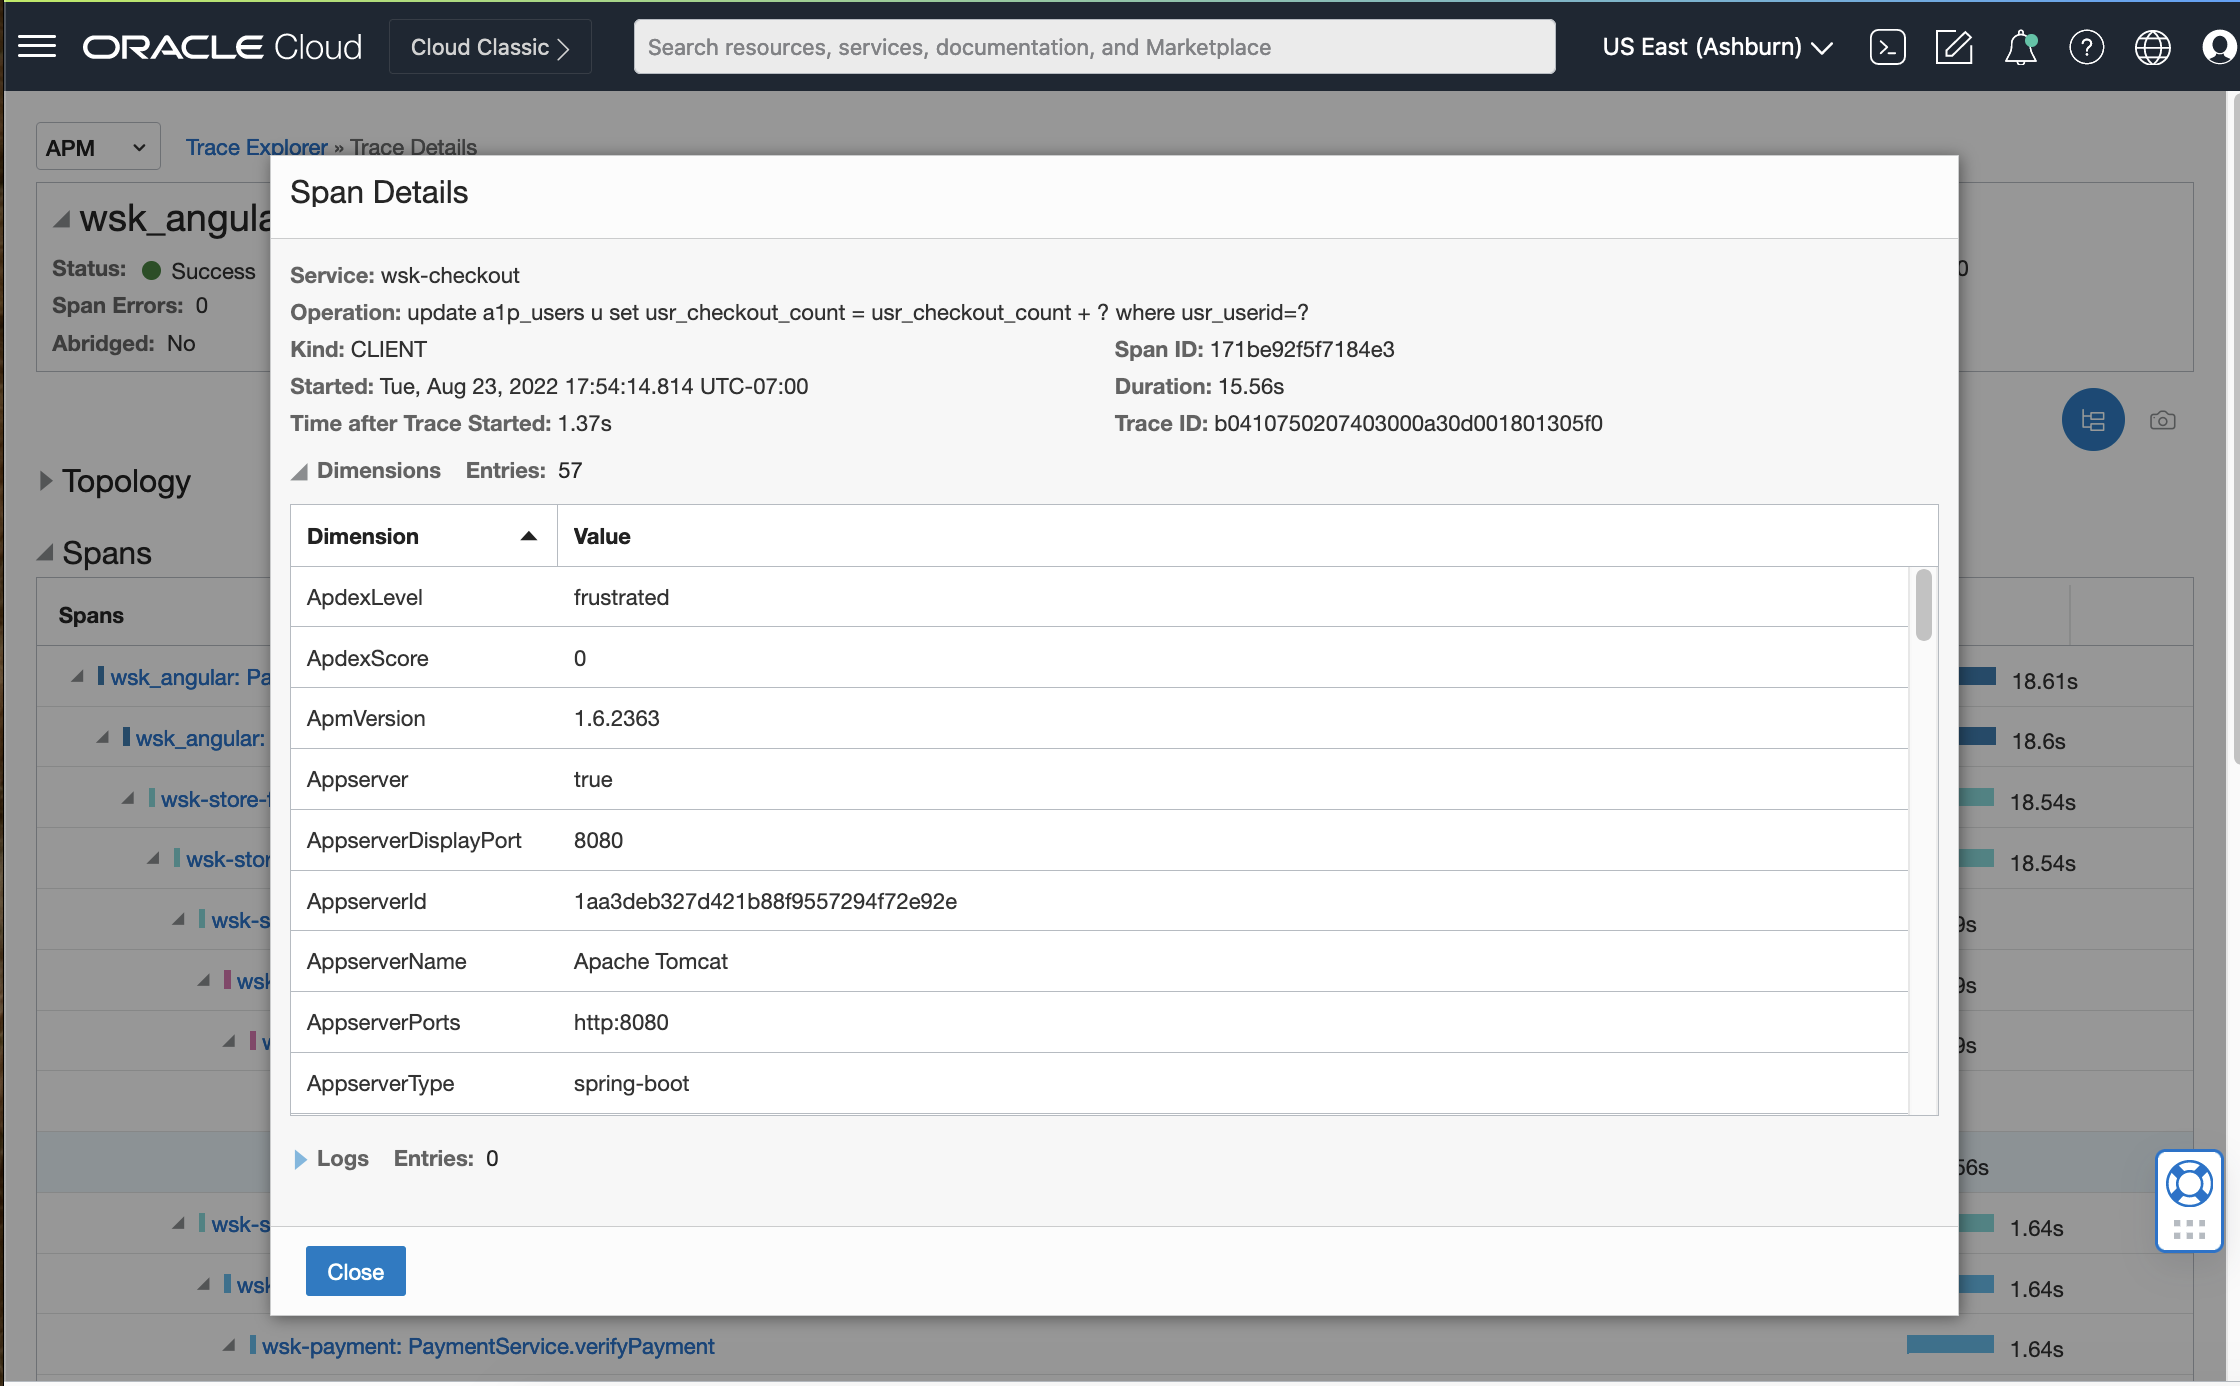 ORACLE Cloud
Cloud Classic
Search resources, services, documentation, and Marketplace
US East (Ashburn)
APM
Trace Explorer » Trace Details
wsk_angula
Status: Success
Span Errors: 0
Abridged: No
Topology
Spans
Spans
wsk_angular: Pa
18.61s
wsk_angular:
18.6s
wsk-store-
18.54s
wsk-stor
18.54s
wsk-s
9s
wsk
9s
9s
56s
wsk-s
1.64s
wsk
1.64s
wsk-payment: PaymentService.verifyPayment
1.64s
Span Details
Service: wsk-checkout
Operation: update a1p_users u set usr_checkout_count = usr_checkout_count + ? where usr_userid=?
Kind: CLIENT
Span ID: 171be92f5f7184e3
Started: Tue, Aug 23, 2022 17:54:14.814 UTC-07:00
Duration: 15.56s
Time after Trace Started: 1.37s
Trace ID: b0410750207403000a30d001801305f0
Dimensions Entries: 57
Dimension Value
ApdexLevel frustrated
ApdexScore 0
ApmVersion 1.6.2363
Appserver true
AppserverDisplayPort 8080
AppserverId 1aa3deb327d421b88f9557294f72e92e
AppserverName Apache Tomcat
AppserverPorts http:8080
AppserverType spring-boot
Logs Entries: 0
Close